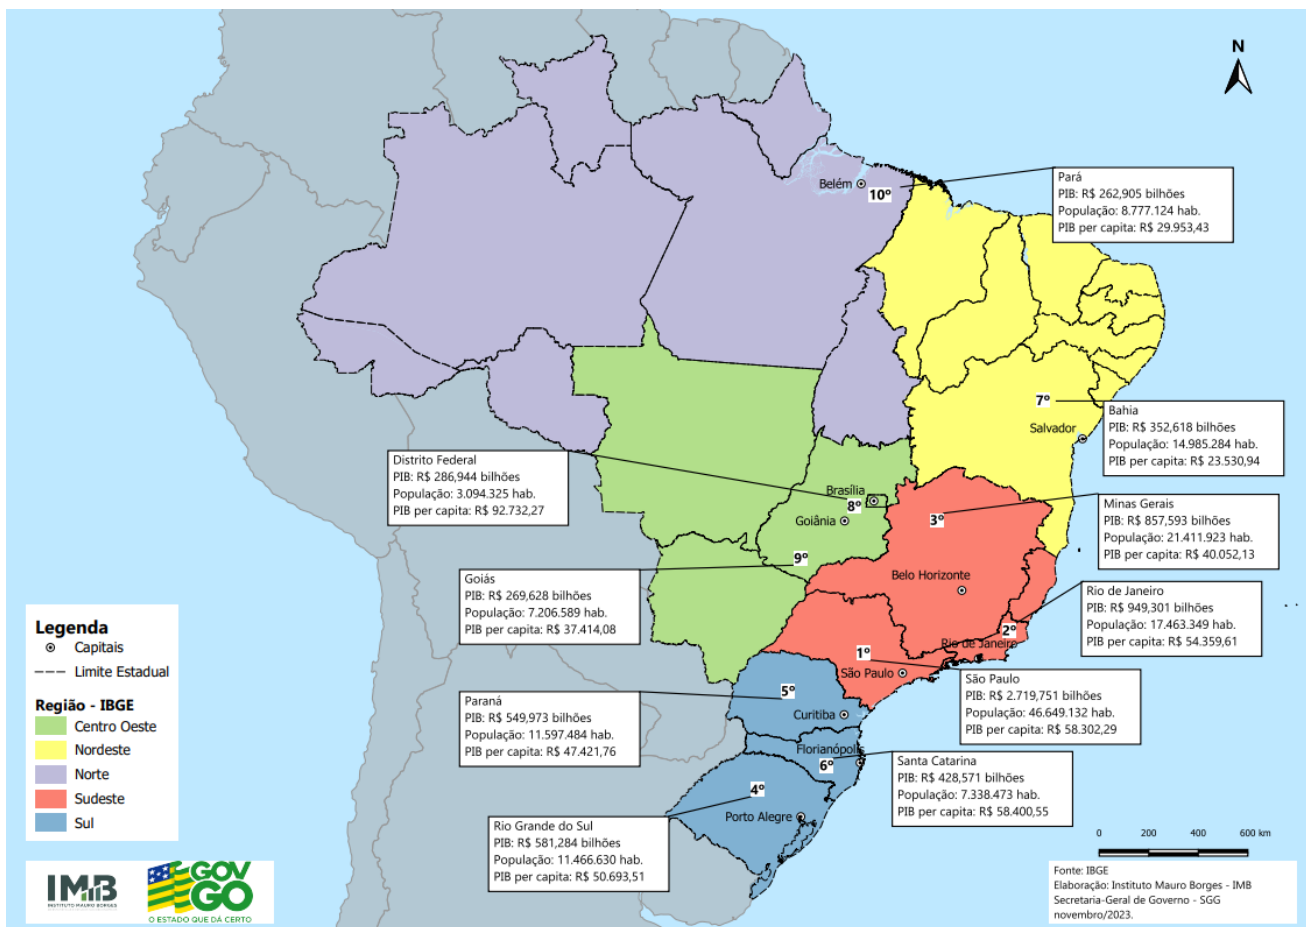 N
Belém
10º
Pará
PIB: R$ 262,905 bilhões
População: 8.777.124 hab.
PIB per capita: R$ 29.953,43
7º
Salvador
Bahia
PIB: R$ 352,618 bilhões
População: 14.985.284 hab.
PIB per capita: R$ 23.530,94
Distrito Federal
PIB: R$ 286,944 bilhões
População: 3.094.325 hab.
PIB per capita: R$ 92.732,27
Brasília
8º
Goiânia
3º
Minas Gerais
PIB: R$ 857,593 bilhões
População: 21.411.923 hab.
PIB per capita: R$ 40.052,13
9º
Goiás
PIB: R$ 269,628 bilhões
População: 7.206.589 hab.
PIB per capita: R$ 37.414,08
Belo Horizonte
Rio de Janeiro
PIB: R$ 949,301 bilhões
População: 17.463.349 hab.
PIB per capita: R$ 54.359,61
2º
Rio de Janeiro
1º
São Paulo
São Paulo
PIB: R$ 2.719,751 bilhões
População: 46.649.132 hab.
PIB per capita: R$ 58.302,29
Paraná
PIB: R$ 549,973 bilhões
População: 11.597.484 hab.
PIB per capita: R$ 47.421,76
5º
Curitiba
Florianópolis
6º
Santa Catarina
PIB: R$ 428,571 bilhões
População: 7.338.473 hab.
PIB per capita: R$ 58.400,55
4º
Porto Alegre
Rio Grande do Sul
PIB: R$ 581,284 bilhões
População: 11.466.630 hab.
PIB per capita: R$ 50.693,51
Legenda
Capitais
Limite Estadual
Região - IBGE
Centro Oeste
Nordeste
Norte
Sudeste
Sul
IMB
INSTITUTO MAURO BORGES
GOV
GO
O ESTADO QUE DÁ CERTO
0 200 400 600 km
Fonte: IBGE
Elaboração: Instituto Mauro Borges - IMB
Secretaria-Geral de Governo - SGG
novembro/2023.